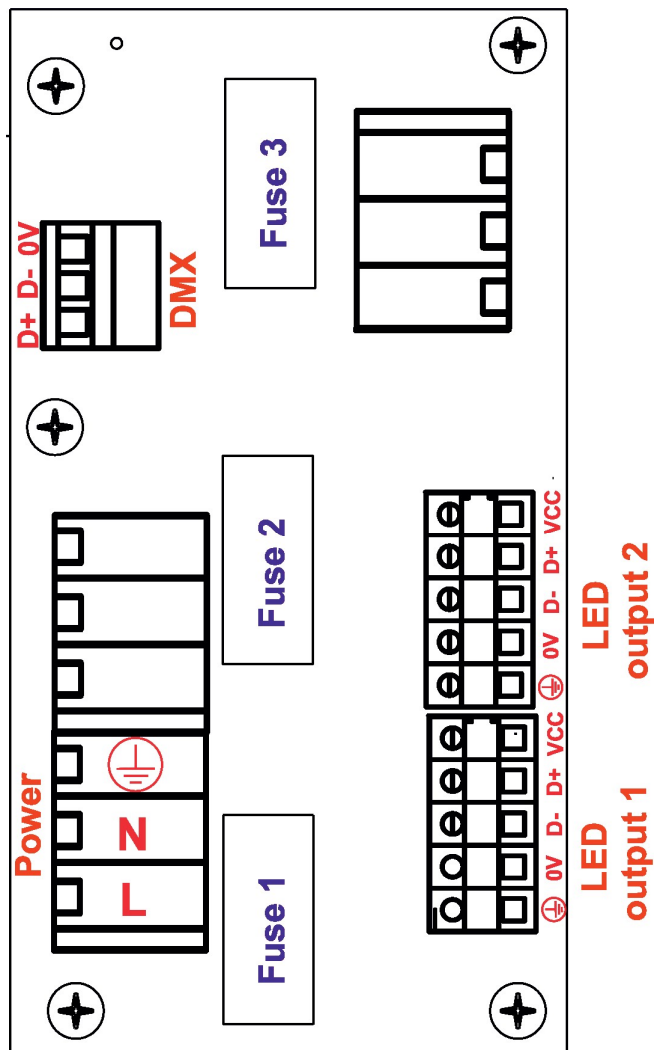 Fuse 3
D+ D- 0V
DMX
Fuse 2
Power
N
L
Fuse 1
0V D- D+ VCC
LED
output 2
0V D- D+ VCC
LED
output 1